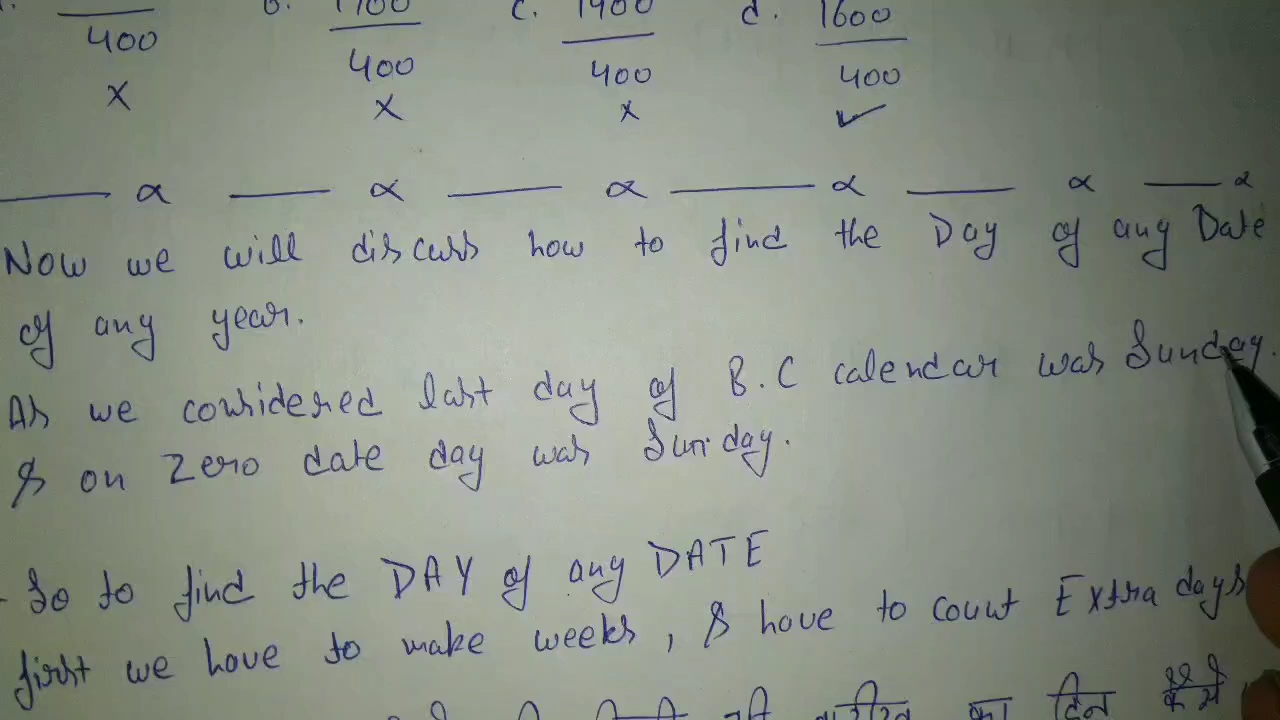 400 400 400 400
b. 1700 c. 1900 d. 1600
X X X ✓
∝ ∝ ∝ ∝ ∝ ∝
Now we will discuss how to find the Day of any Date
of any year.
As we considered last day of B.C calendar was Sunday.
& on Zero date day was Sunday.
- So to find the DAY of any DATE
first we have to make weeks, & have to count Extra days
का दिन